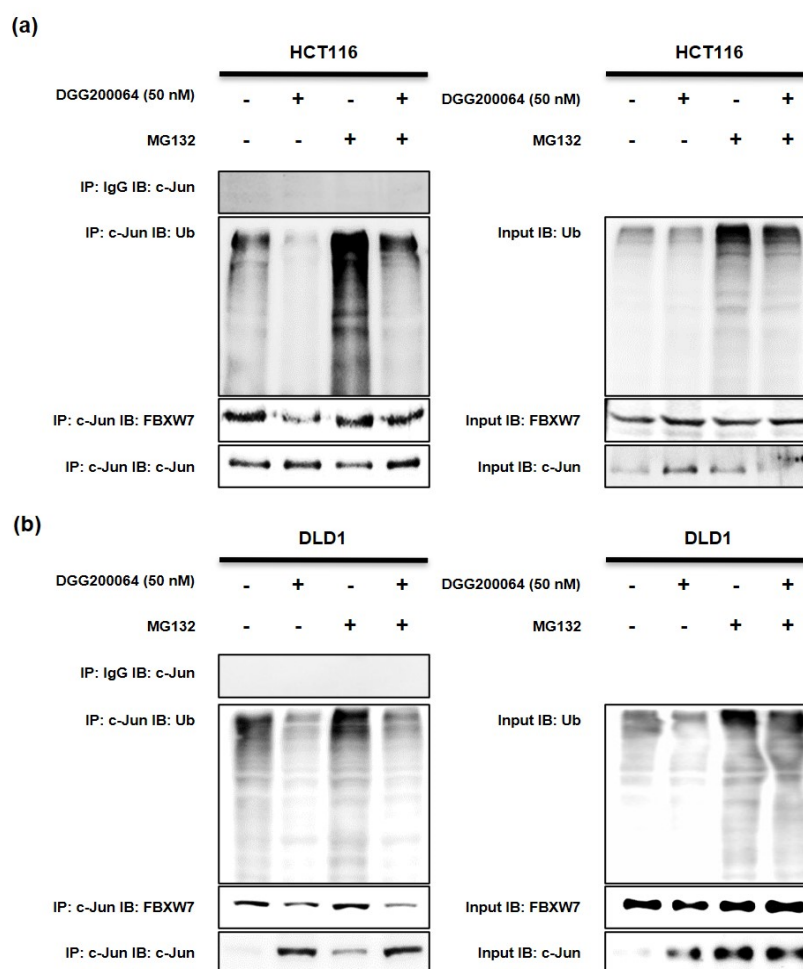 (a)
HCT116 HCT116
DGG200064 (50 nM) - + - + DGG200064 (50 nM) - + - +
MG132 - - + + MG132 - - + +
IP: IgG IB: c-Jun
IP: c-Jun IB: Ub Input IB: Ub
IP: c-Jun IB: FBXW7 Input IB: FBXW7
IP: c-Jun IB: c-Jun Input IB: c-Jun
(b)
DLD1 DLD1
DGG200064 (50 nM) - + - + DGG200064 (50 nM) - + - +
MG132 - - + + MG132 - - + +
IP: IgG IB: c-Jun
IP: c-Jun IB: Ub Input IB: Ub
IP: c-Jun IB: FBXW7 Input IB: FBXW7
IP: c-Jun IB: c-Jun Input IB: c-Jun